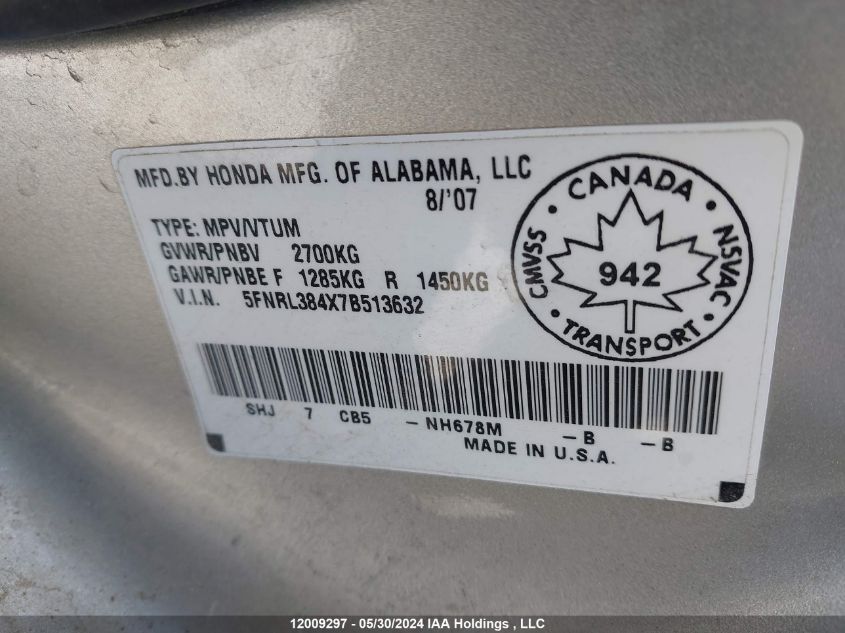 MFD.BY HONDA MFG. OF ALABAMA, LLC
8/'07
TYPE: MPV/VTUM
GVWR/PNBV 2700KG
GAWR/PNBE F 1285KG R 1450KG
V.I.N. 5FNRL384X7B513632
CANADA
CMVSS
942
NSVAC
TRANSPORT
SHJ 7 CB5 -NH678M -B -B
MADE IN U.S.A.
12009297 - 05/30/2024 IAA Holdings , LLC